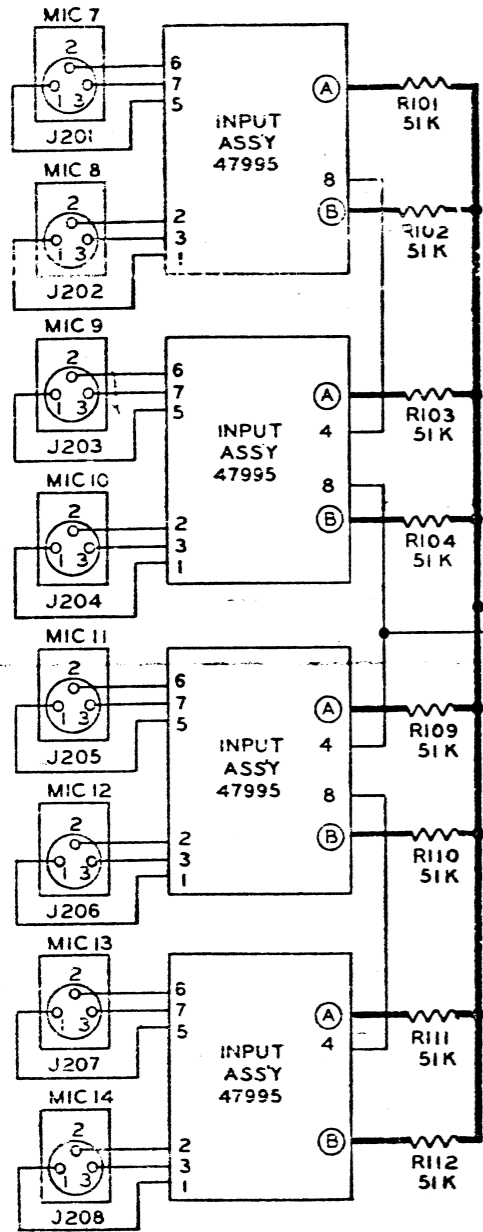 MIC 7
2
1 3
J201
6
7
5
INPUT
ASSY
47995
A
8
B
R101
51K
R102
51K
MIC 8
2
1 3
J202
2
3
1
MIC 9
2
1 3
J203
6
7
5
INPUT
ASSY
47995
A
4
8
B
R103
51K
R104
51K
MIC 10
2
1 3
J204
2
3
1
MIC 11
2
1 3
J205
6
7
5
INPUT
ASSY
47995
A
4
8
B
R109
51K
R110
51K
MIC 12
2
1 3
J206
2
3
1
MIC 13
2
1 3
J207
6
7
5
INPUT
ASSY
47995
A
4
B
R111
51K
R112
51K
MIC 14
2
1 3
J208
2
3
1